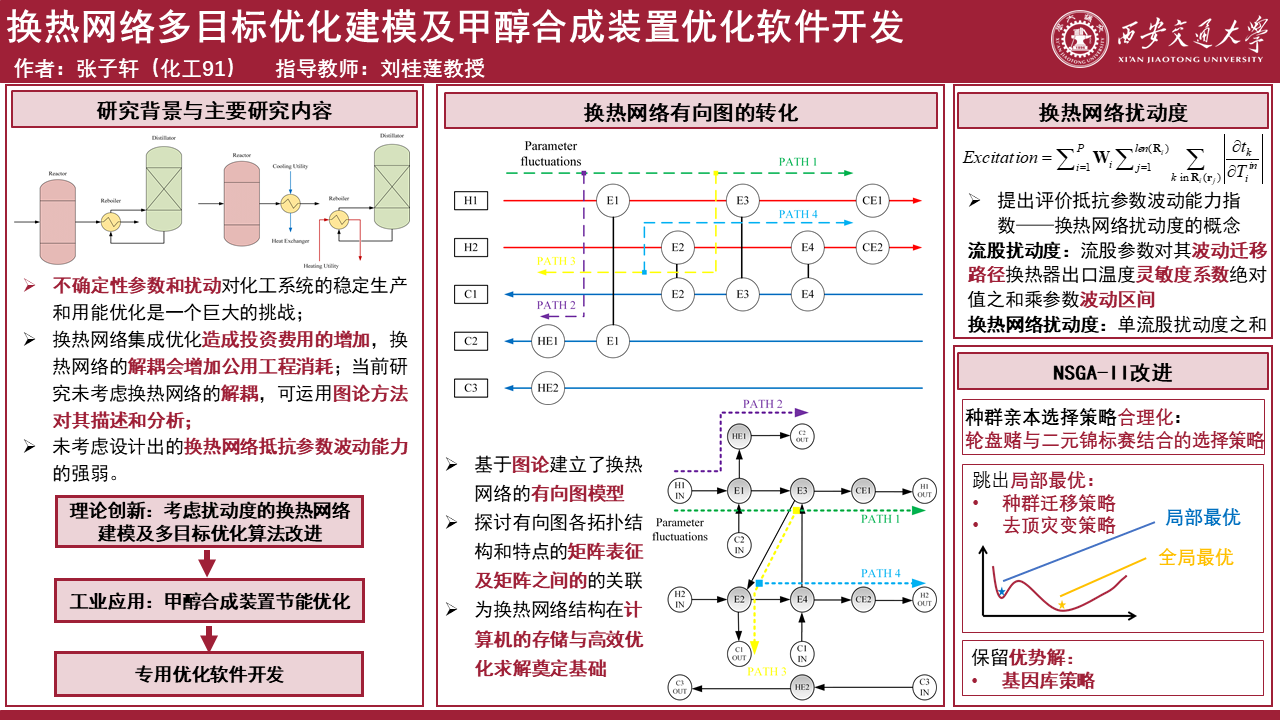 换热网络多目标优化建模及甲醇合成装置优化软件开发
作者：张子轩（化工91） 指导教师：刘桂莲教授
西安交通大学
XI'AN JIAOTONG UNIVERSITY
研究背景与主要研究内容
Distillator
Reactor
Reboiler
Distillator
Reactor
Cooling Utility
Reboiler
Heat Exchanger
Heating Utility
➢ 不确定性参数和扰动对化工系统的稳定生产
和用能优化是一个巨大的挑战；
➢ 换热网络集成优化造成投资费用的增加，换
热网络的解耦会增加公用工程消耗；当前研
究未考虑换热网络的解耦，可运用图论方法
对其描述和分析；
➢ 未考虑设计出的换热网络抵抗参数波动能力
的强弱。
理论创新：考虑扰动度的换热网络
建模及多目标优化算法改进
工业应用：甲醇合成装置节能优化
专用优化软件开发
换热网络有向图的转化
Parameter
fluctuations
PATH 1
H1
E1
E3
CE1
PATH 4
H2
E2
E4
CE2
PATH 3
C1
E2
E3
E4
PATH 2
C2
HE1
E1
C3
HE2
➢ 基于图论建立了换热
网络的有向图模型
➢ 探讨有向图各拓扑结
构和特点的矩阵表征
及矩阵之间的的关联
➢ 为换热网络结构在计
算机的存储与高效优
化求解奠定基础
PATH 2
HE1
C2
OUT
H1
IN
E1
E3
CE1
H1
OUT
Parameter
fluctuations
PATH 1
C2
IN
PATH 4
H2
IN
E2
E4
CE2
H2
OUT
C1
OUT
C1
IN
PATH 3
C3
OUT
HE2
C3
IN
换热网络扰动度
Excitation = ∑_{i=1}^{P} W_i ∑_{j=1}^{len(R_i)} ∑_{k in R_i(r_j)} |∂t_k / ∂T_i^{in}|
➢ 提出评价抵抗参数波动能力指
数——换热网络扰动度的概念
流股扰动度：流股参数对其波动迁移
路径换热器出口温度灵敏度系数绝对
值之和乘参数波动区间
换热网络扰动度：单流股扰动度之和
NSGA-II改进
种群亲本选择策略合理化：
轮盘赌与二元锦标赛结合的选择策略
跳出局部最优：
• 种群迁移策略
• 去顶灾变策略
局部最优
全局最优
保留优势解：
• 基因库策略